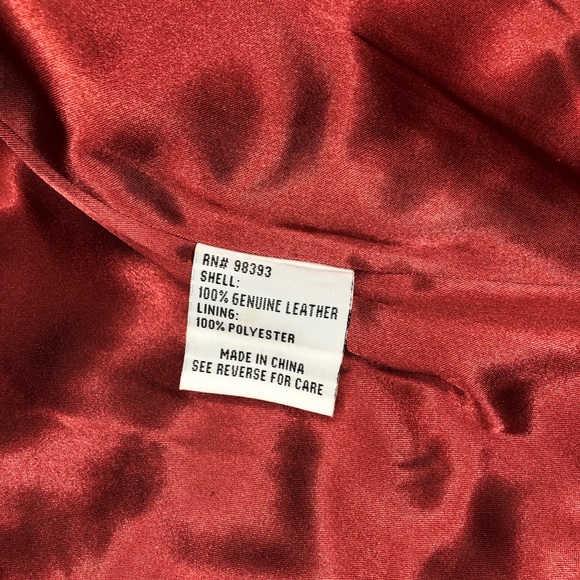 RN# 98393
SHELL:
100% GENUINE LEATHER
LINING:
100% POLYESTER
MADE IN CHINA
SEE REVERSE FOR CARE